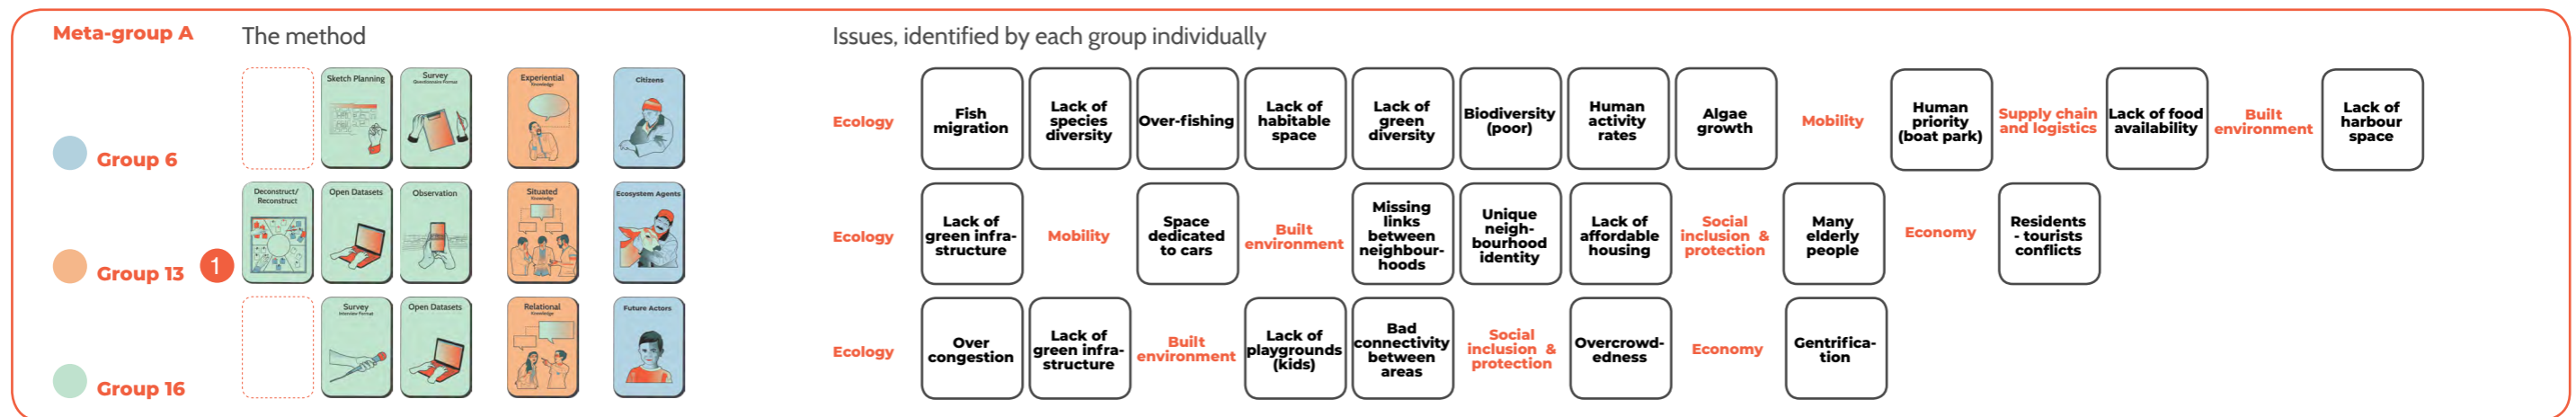 Meta-group A
The method
Issues, identified by each group individually
Group 6
Sketch Planning
Survey
Questionnaire Format
Experiential
Knowledge
Citizens
Ecology
Fish
migration
Lack of
species
diversity
Over-fishing
Lack of
habitable
space
Lack of
green
diversity
Biodiversity
(poor)
Human
activity
rates
Algae
growth
Mobility
Human
priority
(boat park)
Supply chain
and logistics
Lack of food
availability
Built
environment
Lack of
harbour
space
Group 13
1
Deconstruct/
Reconstruct
Open Datasets
Observation
Situated
Knowledge
Ecosystem Agents
Ecology
Lack of
green infra-
structure
Mobility
Space
dedicated
to cars
Built
environment
Missing
links
between
neighbour-
hoods
Unique
neigh-
bourhood
identity
Lack of
affordable
housing
Social
inclusion &
protection
Many
elderly
people
Economy
Residents
- tourists
conflicts
Group 16
Survey
Interview Format
Open Datasets
Relational
Knowledge
Future Actors
Ecology
Over
congestion
Lack of
green infra-
structure
Built
environment
Lack of
playgrounds
(kids)
Bad
connectivity
between
areas
Social
inclusion &
protection
Overcrowd-
edness
Economy
Gentrifica-
tion